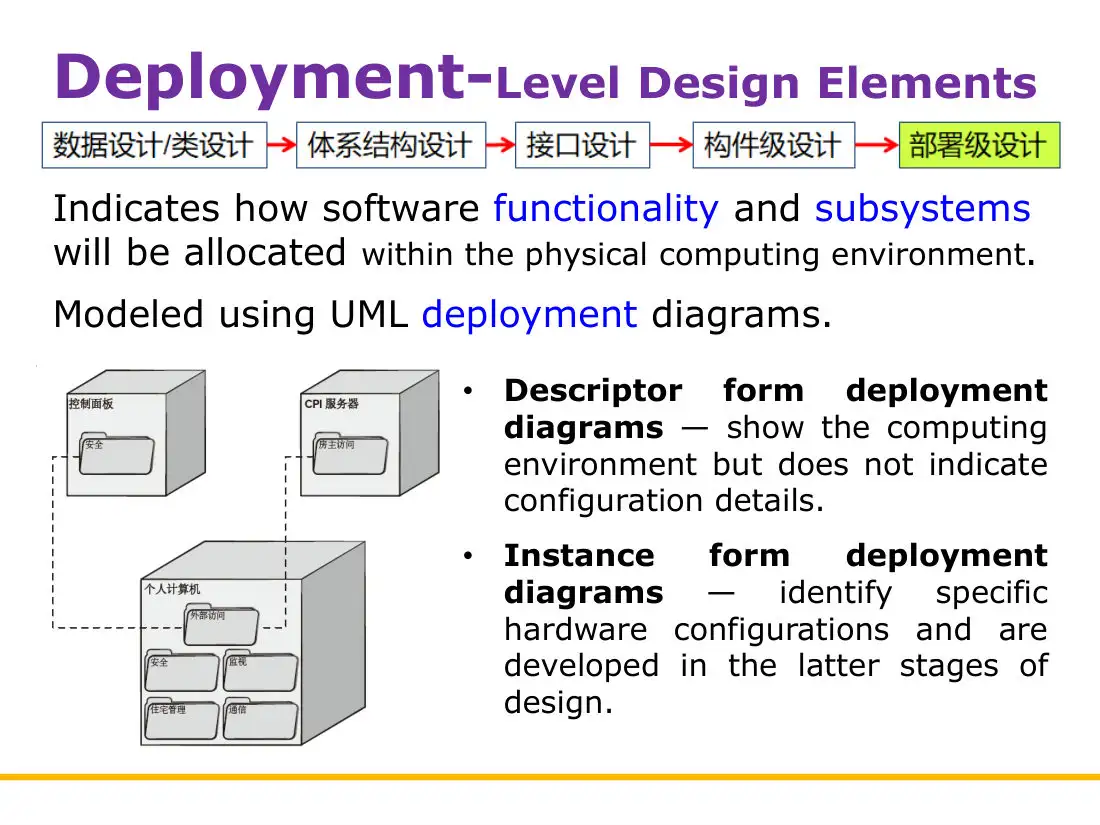 Deployment-Level Design Elements
数据设计/类设计 体系结构设计 接口设计 构件级设计 部署级设计
Indicates how software functionality and subsystems
will be allocated within the physical computing environment.
Modeled using UML deployment diagrams.
控制面板
安全
CPI 服务器
房主访问
个人计算机
外部访问
安全 监视
住宅管理 通信
• Descriptor form deployment
diagrams — show the computing
environment but does not indicate
configuration details.
• Instance form deployment
diagrams — identify specific
hardware configurations and are
developed in the latter stages of
design.